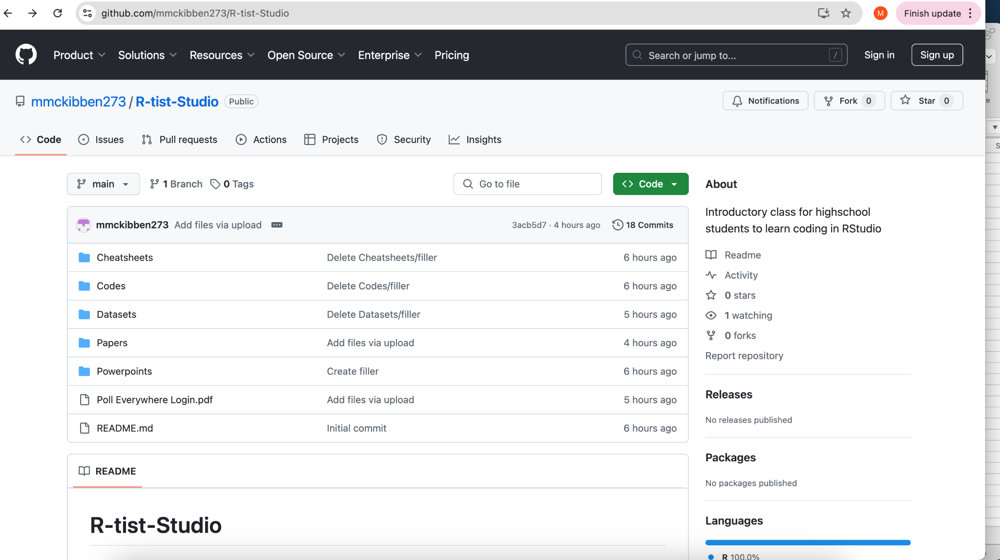 github.com/mmckibben273/R-tist-Studio
M
Finish update
Product
Solutions
Resources
Open Source
Enterprise
Pricing
Search or jump to...
/
Sign in
Sign up
mmckibben273 / R-tist-Studio
Public
Notifications
Fork 0
Star 0
Code
Issues
Pull requests
Actions
Projects
Security
Insights
main
1 Branch
0 Tags
Go to file
Code
mmckibben273 Add files via upload
3acb5d7 · 4 hours ago
18 Commits
Cheatsheets Delete Cheatsheets/filler 6 hours ago
Codes Delete Codes/filler 6 hours ago
Datasets Delete Datasets/filler 5 hours ago
Papers Add files via upload 4 hours ago
Powerpoints Create filler 6 hours ago
Poll Everywhere Login.pdf Add files via upload 5 hours ago
README.md Initial commit 6 hours ago
README
R-tist-Studio
About
Introductory class for highschool
students to learn coding in RStudio
Readme
Activity
0 stars
1 watching
0 forks
Report repository
Releases
No releases published
Packages
No packages published
Languages
R 100.0%